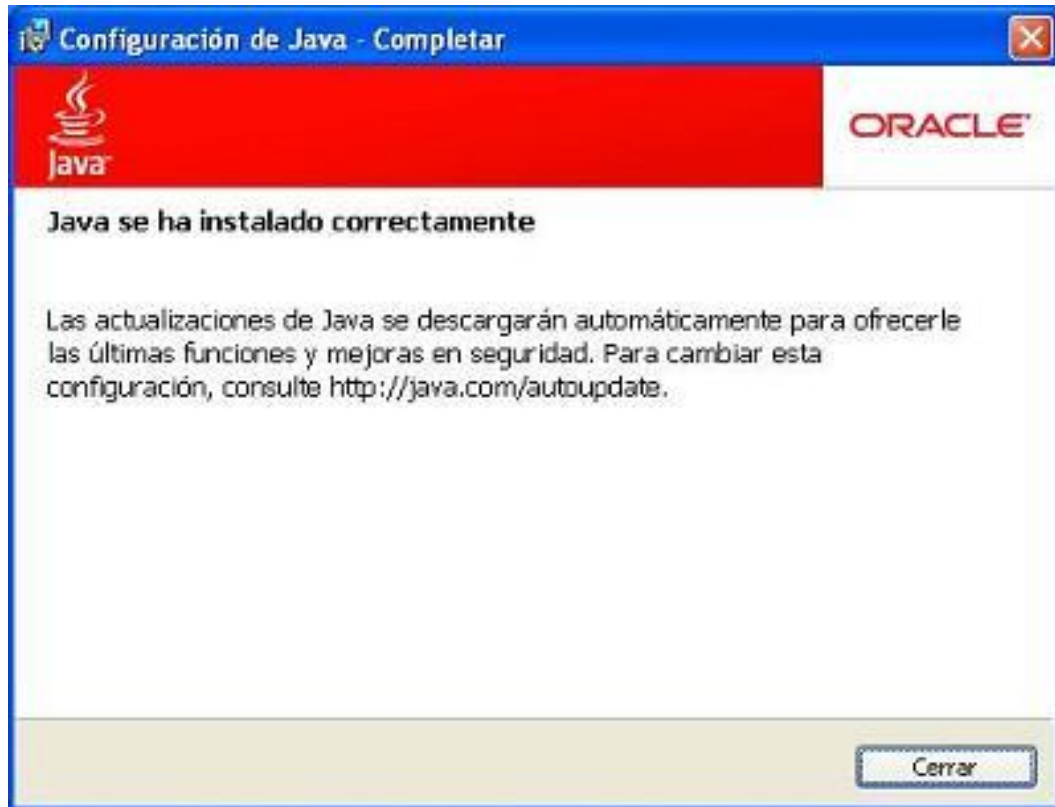 Configuración de Java - Completar
Java
ORACLE
Java se ha instalado correctamente
Las actualizaciones de Java se descargarán automáticamente para ofrecerle
las últimas funciones y mejoras en seguridad. Para cambiar esta
configuración, consulte http://java.com/autoupdate.
Cerrar